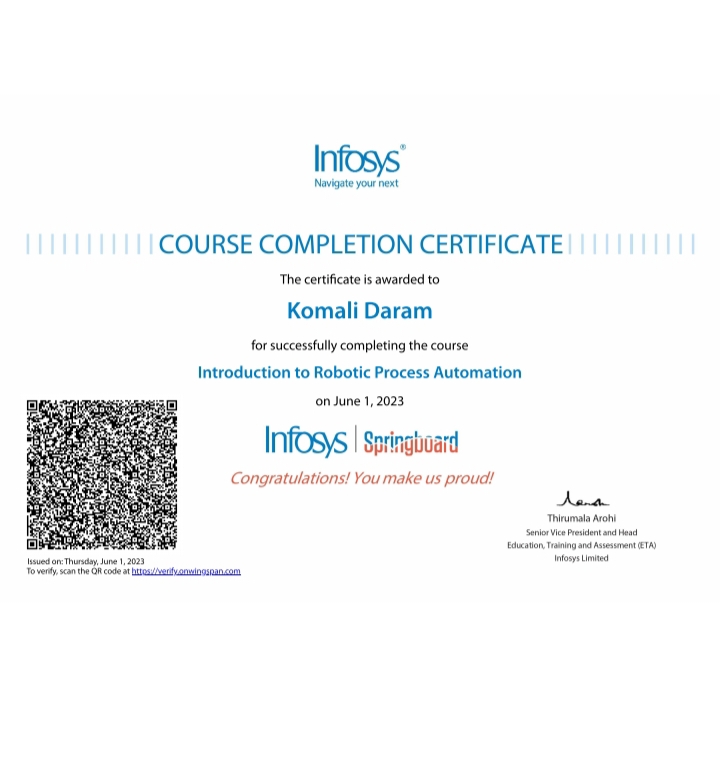 Infosys®
Navigate your next
COURSE COMPLETION CERTIFICATE
The certificate is awarded to
Komali Daram
for successfully completing the course
Introduction to Robotic Process Automation
on June 1, 2023
Infosys | Springboard
Congratulations! You make us proud!
Thirumala Arohi
Senior Vice President and Head
Education, Training and Assessment (ETA)
Infosys Limited
Issued on: Thursday, June 1, 2023
To verify, scan the QR code at https://verify.onwingspan.com